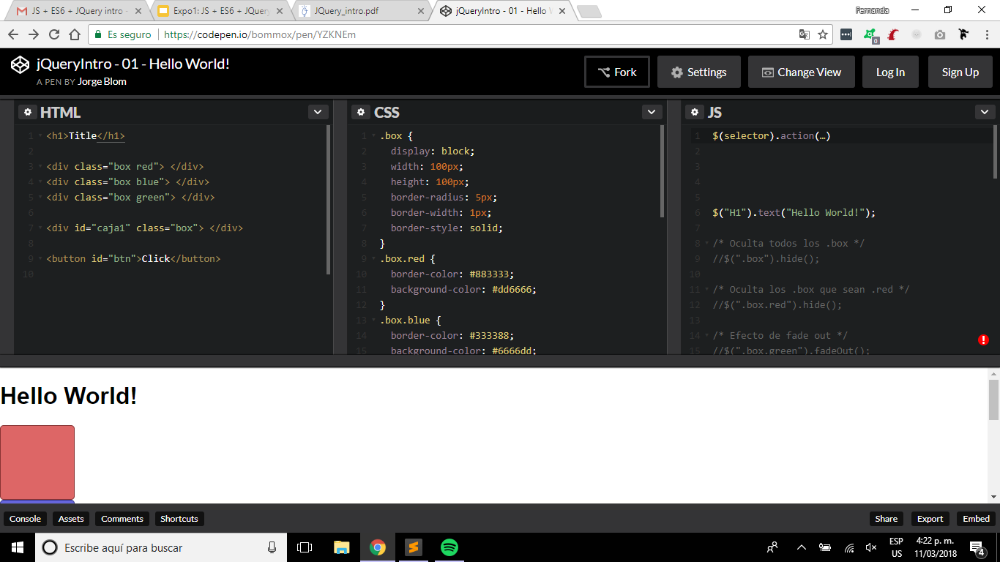 JS + ES6 + JQuery intro -
Expo1: JS + ES6 + JQuery
JQuery_intro.pdf
jQueryIntro - 01 - Hello W
Fernanda
Es seguro
https://codepen.io/bommox/pen/YZKNEm
0
jQueryIntro - 01 - Hello World!
A PEN BY Jorge Blom
Fork
Settings
Change View
Log In
Sign Up
HTML
1 <h1>Title</h1>
2
3 <div class="box red"> </div>
4 <div class="box blue"> </div>
5 <div class="box green"> </div>
6
7 <div id="caja1" class="box"> </div>
8
9 <button id="btn">Click</button>
10
CSS
1 .box {
2 display: block;
3 width: 100px;
4 height: 100px;
5 border-radius: 5px;
6 border-width: 1px;
7 border-style: solid;
8 }
9 .box.red {
10 border-color: #883333;
11 background-color: #dd6666;
12 }
13 .box.blue {
14 border-color: #333388;
15 background-color: #6666dd;
JS
1 $(selector).action(…)
2
3
4
5
6 $("H1").text("Hello World!");
7
8 /* Oculta todos los .box */
9 //$(".box").hide();
10
11 /* Oculta los .box que sean .red */
12 //$(".box.red").hide();
13
14 /* Efecto de fade out */
15 //$(".box.green").fadeOut();
Hello World!
Console
Assets
Comments
Shortcuts
Share
Export
Embed
Escribe aquí para buscar
ESP
US
4:22 p. m.
11/03/2018
4